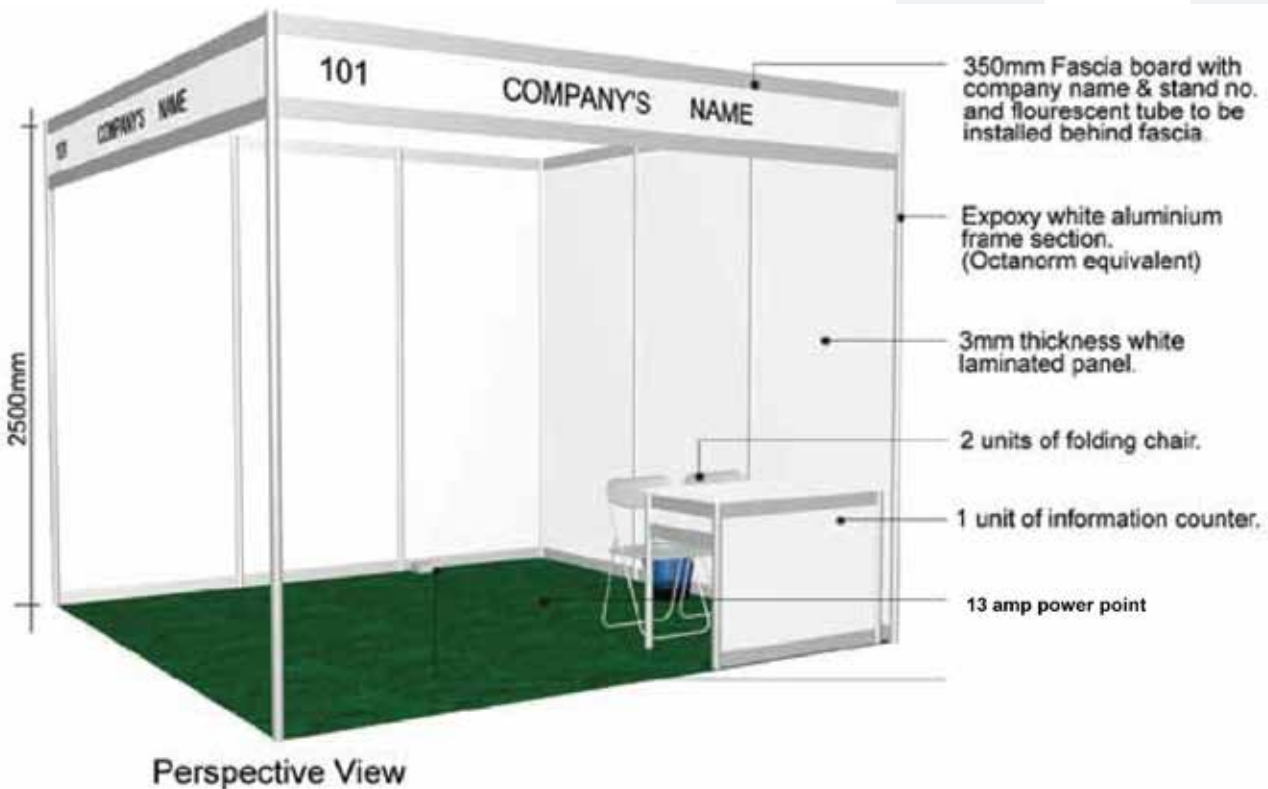 101 COMPANY'S NAME
101 COMPANY'S NAME
350mm Fascia board with
company name & stand no.
and flourescent tube to be
installed behind fascia.
Expoxy white aluminium
frame section.
(Octanorm equivalent)
3mm thickness white
laminated panel.
2 units of folding chair.
1 unit of information counter.
13 amp power point
2500mm
Perspective View